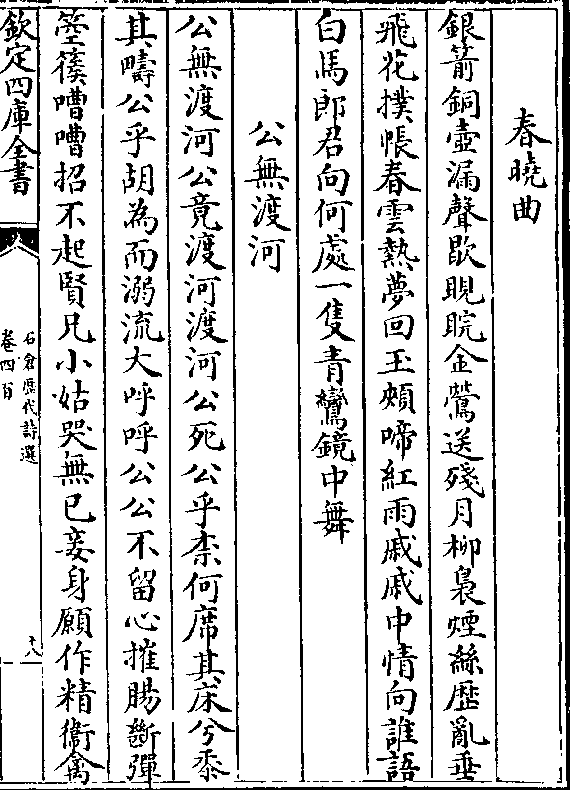 春曉曲
銀箭銅壺漏聲歇睍睆金鶯送殘月柳裊煙絲歴亂垂
飛花撲帳春雲熱夢回玉頰啼紅雨戚戚中情向誰語
白馬郎君向何處一隻青鸞鏡中舞
公無渡河
公無渡河公竟渡河渡河公死公乎柰何席其床兮黍
其疇公乎胡為而溺流大呼呼公公不留心摧腸斷彈
箜篌嘈嘈招不起賢兄小姑哭無已妾身願作精衞禽
欽定四庫全書
石倉歴代詩選
卷四百
十八